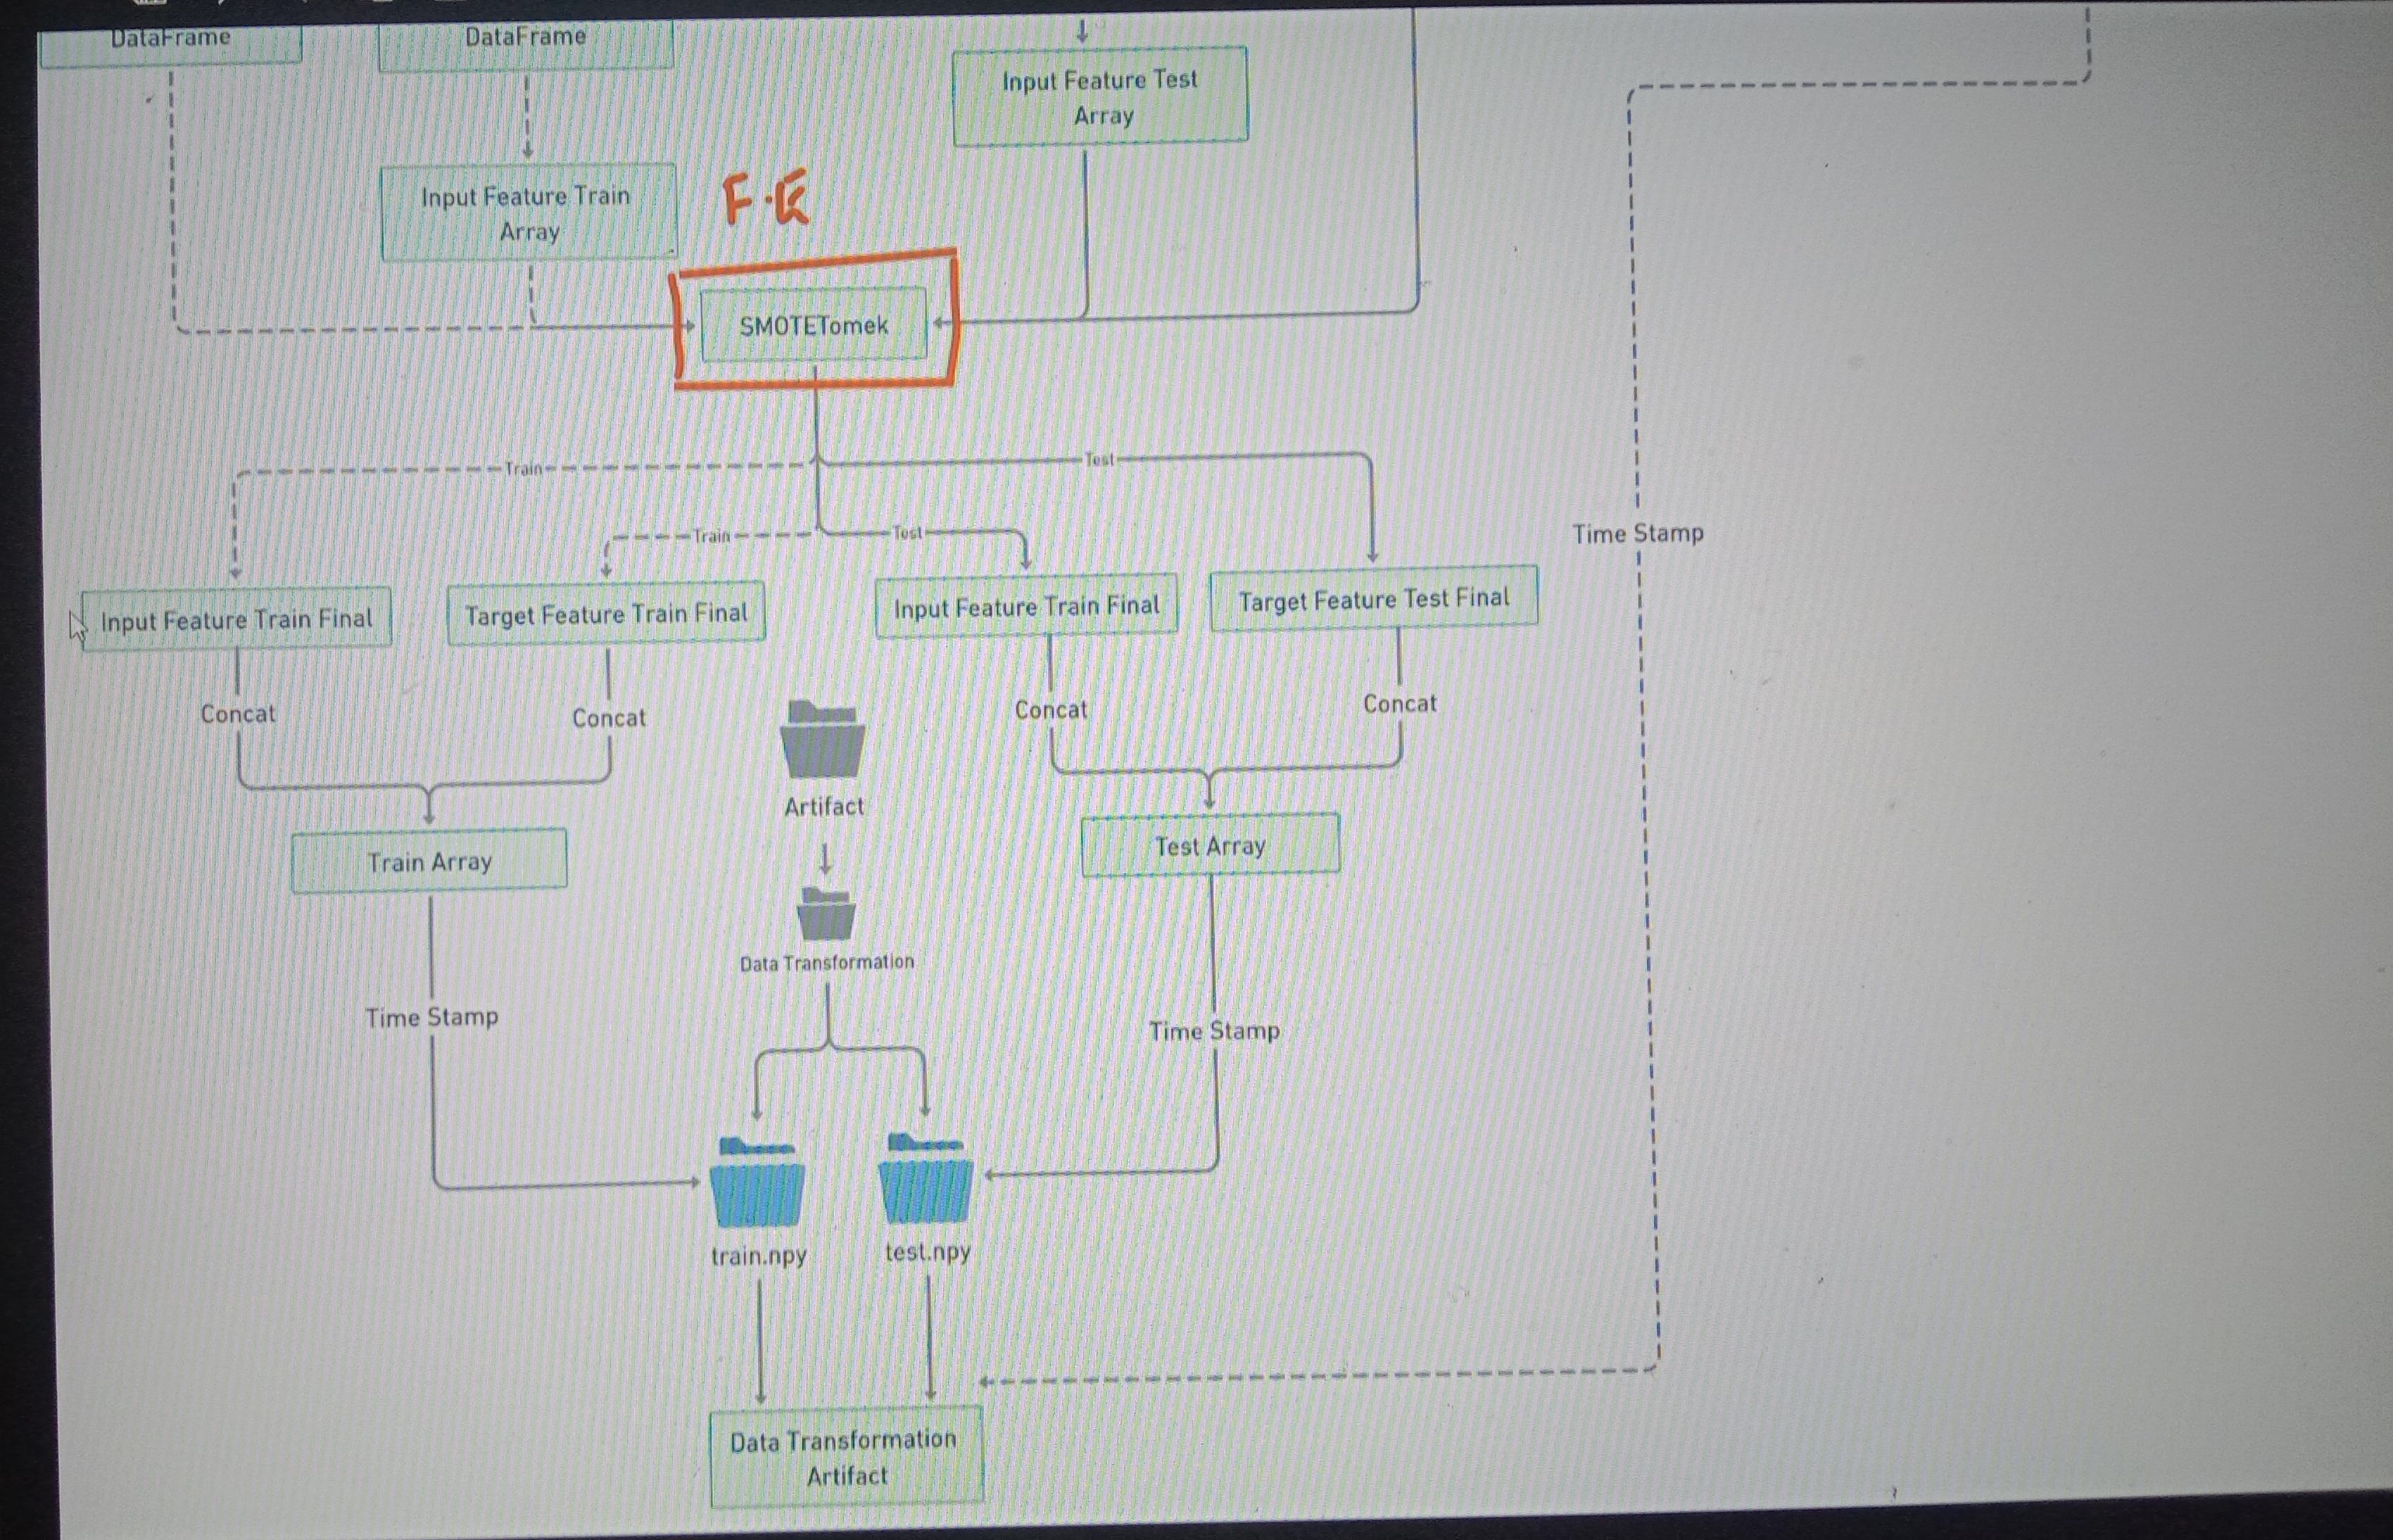 DataFrame
DataFrame
Input Feature Test
Array
Input Feature Train
Array
F.E
SMOTETomek
Train
Test
Train
Test
Time Stamp
Input Feature Train Final
Target Feature Train Final
Input Feature Train Final
Target Feature Test Final
Concat
Concat
Concat
Concat
Artifact
Train Array
Test Array
Data Transformation
Time Stamp
Time Stamp
train.npy
test.npy
Data Transformation
Artifact